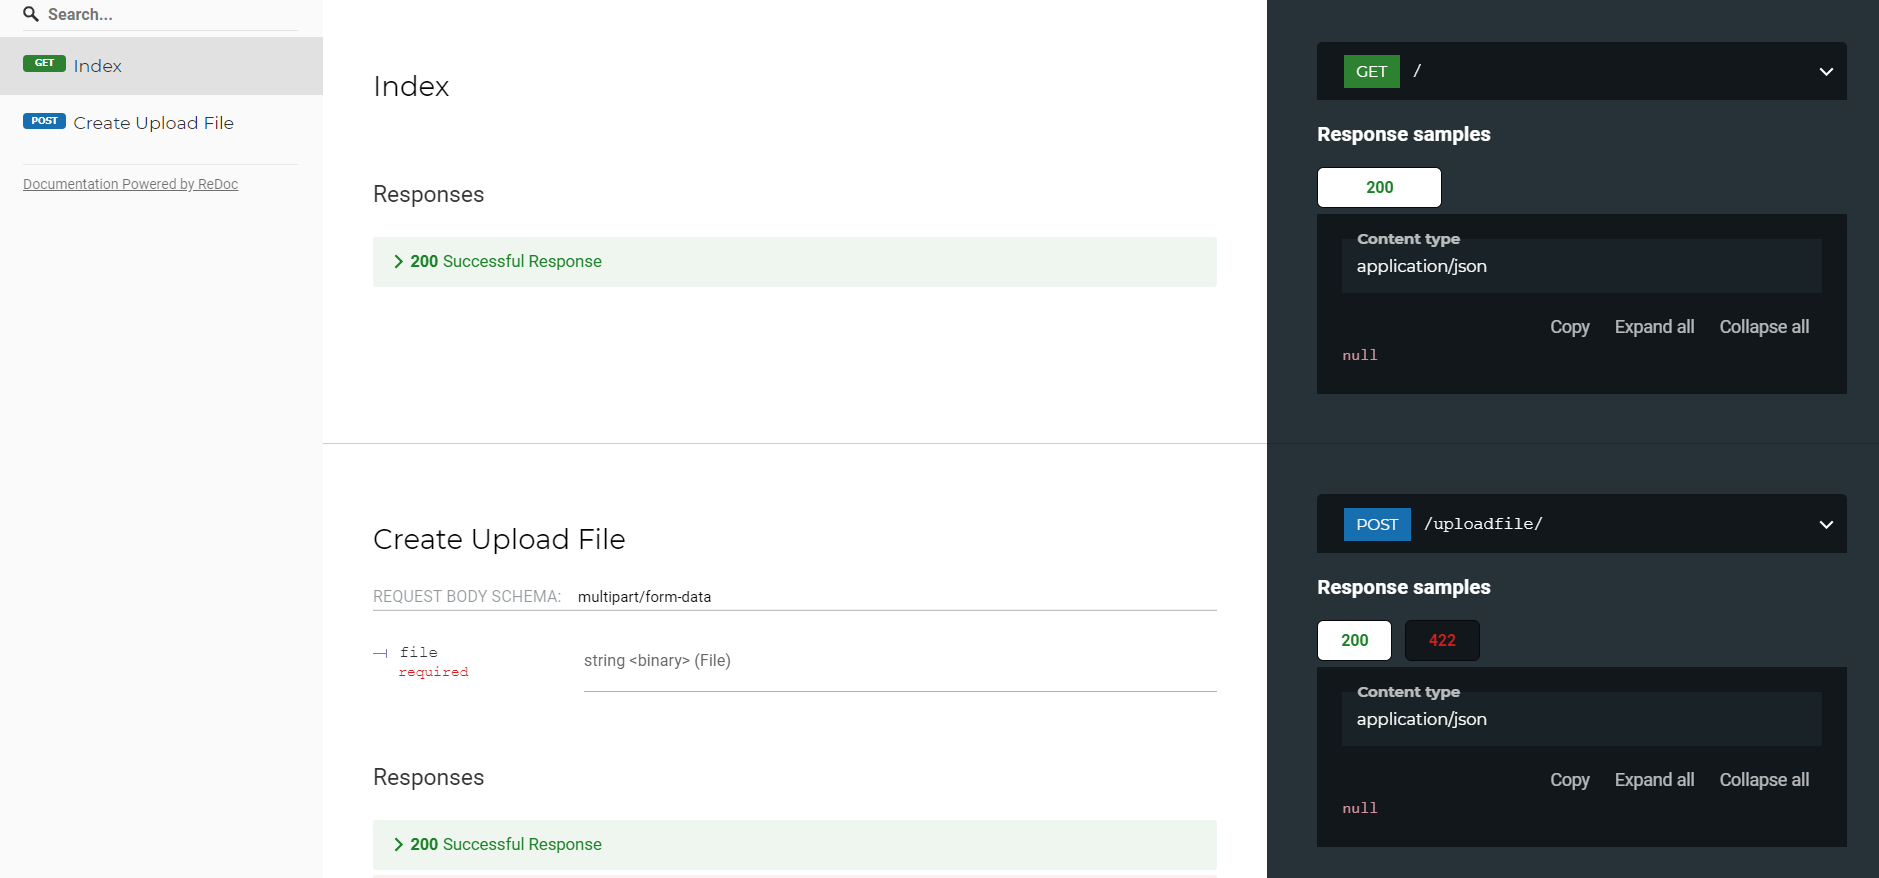 Search...
GET Index
POST Create Upload File
Documentation Powered by ReDoc
Index
Responses
200 Successful Response
GET /
Response samples
200
Content type
application/json
Copy Expand all Collapse all
null
Create Upload File
REQUEST BODY SCHEMA: multipart/form-data
file
required
string <binary> (File)
Responses
200 Successful Response
POST /uploadfile/
Response samples
200 422
Content type
application/json
Copy Expand all Collapse all
null